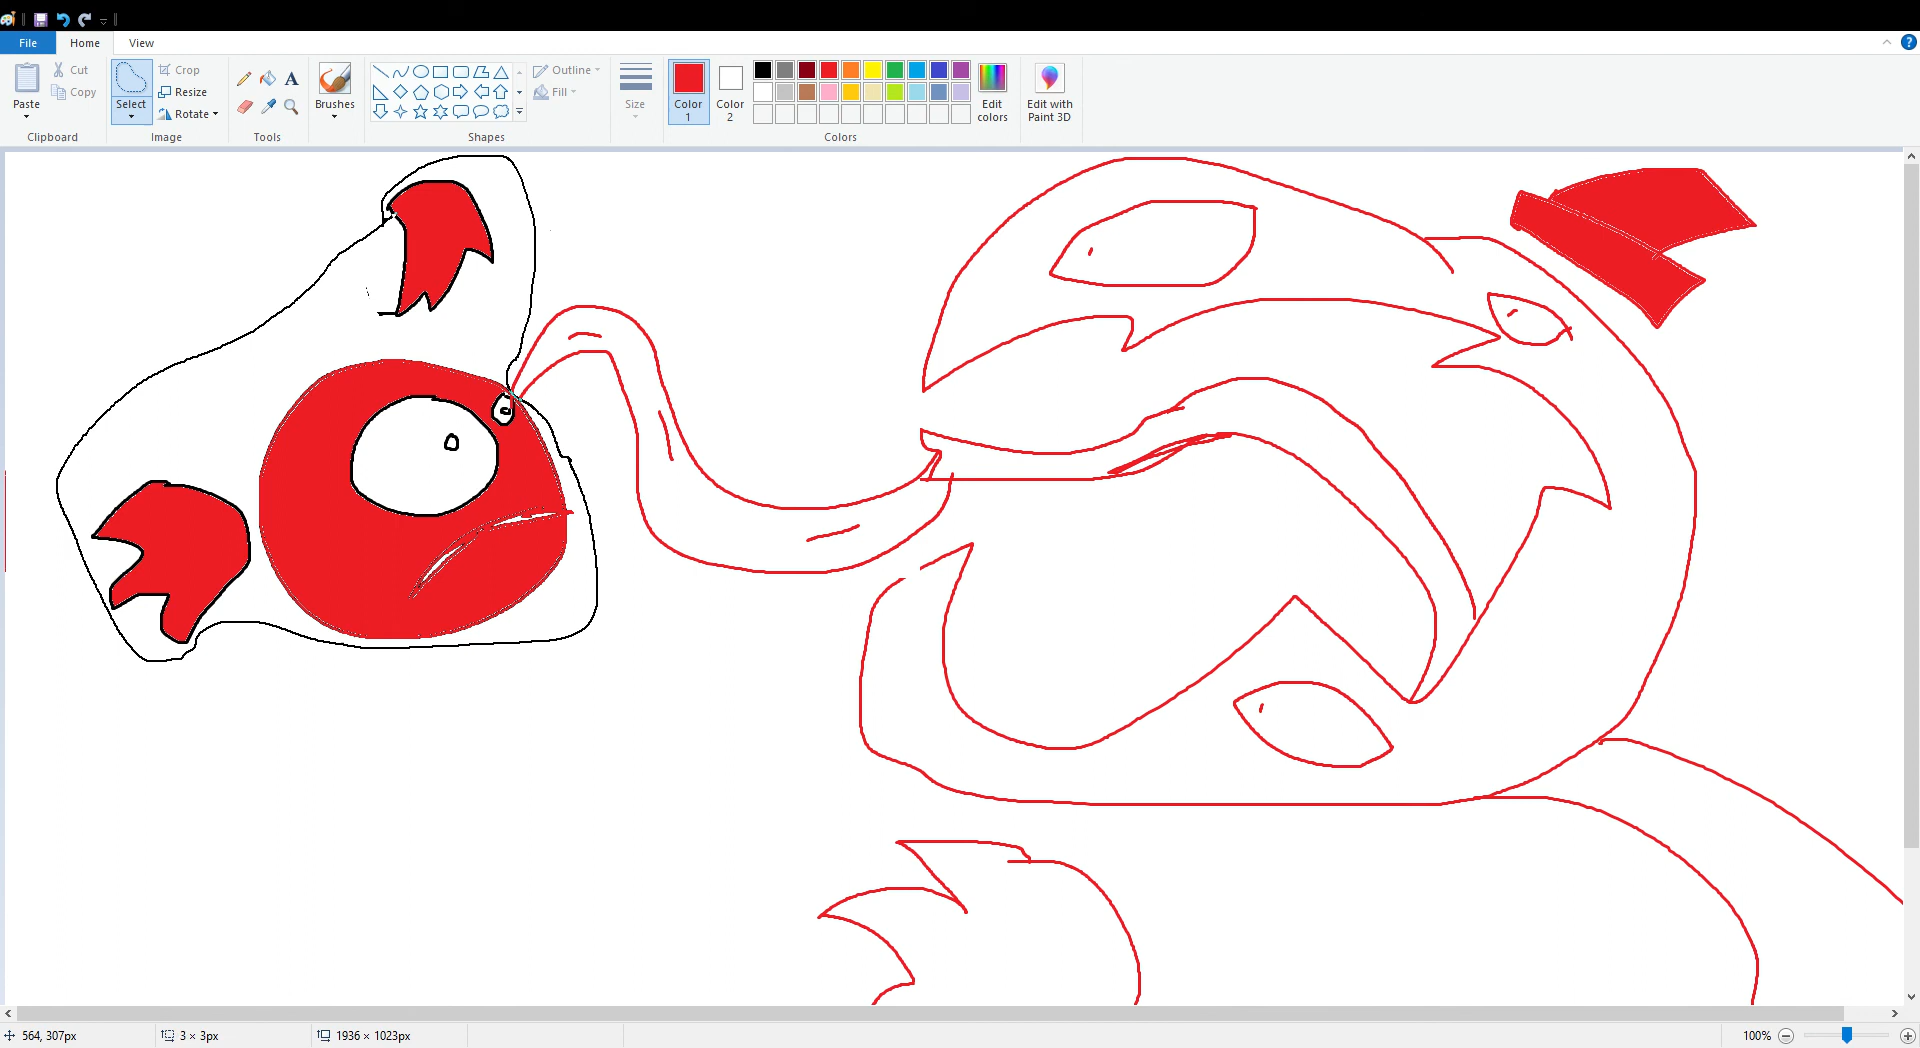 File Home View
?
Paste
Cut
Copy
Clipboard
Select
Crop
Resize
Rotate
Image
A
Tools
Brushes
Outline
Fill
Shapes
Size
Color
1
Color
2
Edit
colors
Colors
Edit with
Paint 3D
564, 307px 3 × 3px 1936 × 1023px 100%